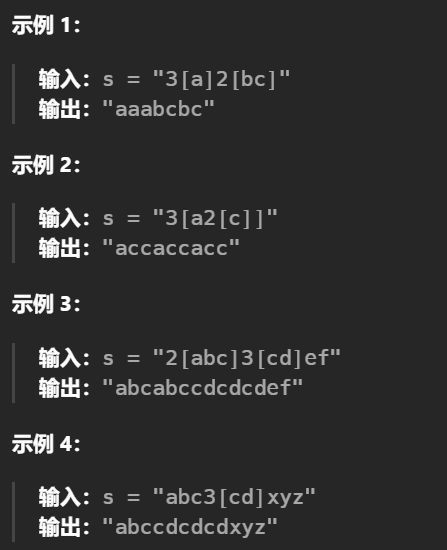 示例 1：
输入：s = "3[a]2[bc]"
输出："aaabcbc"
示例 2：
输入：s = "3[a2[c]]"
输出："accaccacc"
示例 3：
输入：s = "2[abc]3[cd]ef"
输出："abcabccdcdcdef"
示例 4：
输入：s = "abc3[cd]xyz"
输出："abccdcdcdxyz"